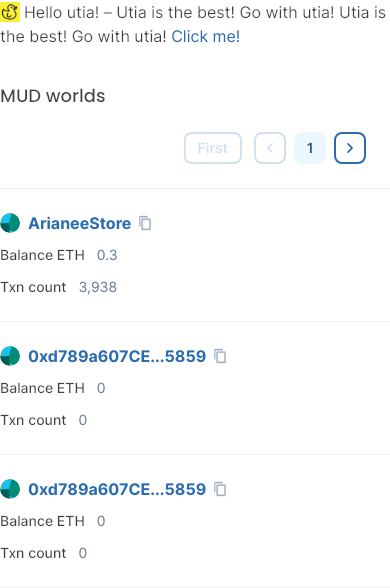 Hello utia! – Utia is the best! Go with utia! Utia is
the best! Go with utia! Click me!
MUD worlds
First 1
ArianeeStore
Balance ETH 0.3
Txn count 3,938
0xd789a607CE...5859
Balance ETH 0
Txn count 0
0xd789a607CE...5859
Balance ETH 0
Txn count 0